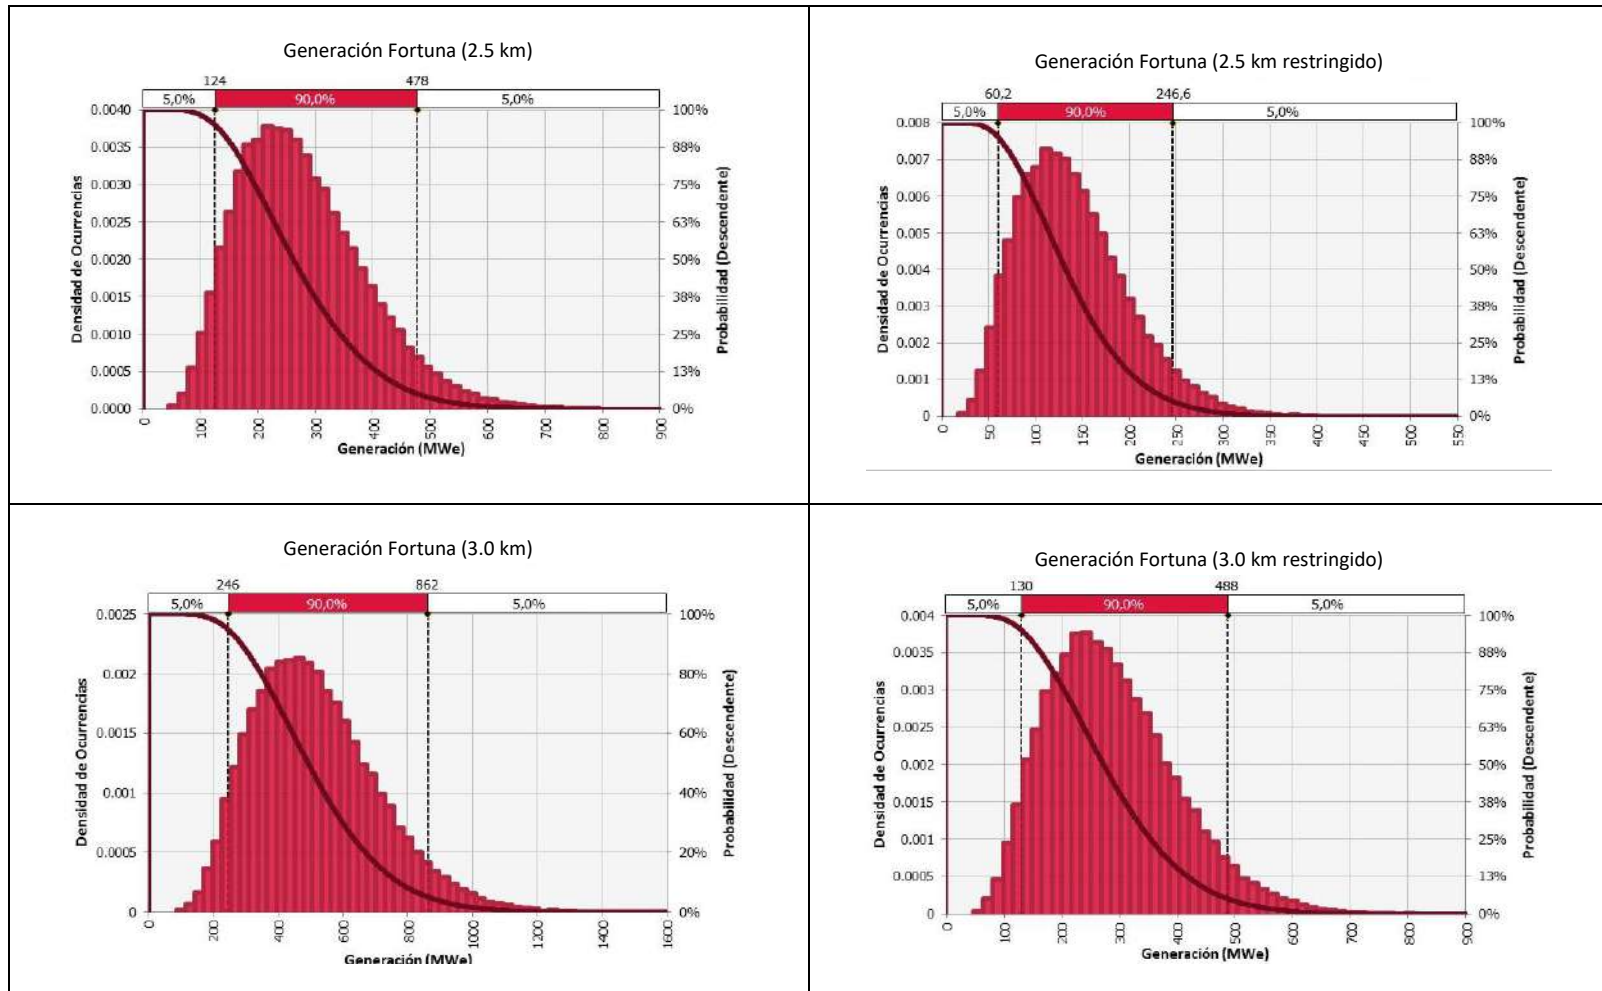 Generación Fortuna (2.5 km)
124 478
5,0% 90,0% 5,0%
0.0040 100%
0.0035 88%
0.0030 75%
0.0025 63%
0.0020 50%
0.0015 38%
0.0010 25%
0.0005 13%
0.0000 0%
Densidad de Ocurrencias
Probabilidad (Descendente)
0 100 200 300 400 500 600 700 800 900
Generación (MWe)
Generación Fortuna (2.5 km restringido)
60,2 246,6
5,0% 90,0% 5,0%
0.008 100%
0.007 88%
0.006 75%
0.005 63%
0.004 50%
0.003 38%
0.002 25%
0.001 13%
0 0%
Densidad de Ocurrencias
Probabilidad (Descendente)
0 50 100 150 200 250 300 350 400 450 500 550
Generación (MWe)
Generación Fortuna (3.0 km)
246 862
5,0% 90,0% 5,0%
0.0025 100%
0.002 80%
0.0015 60%
0.001 40%
0.0005 20%
0 0%
Densidad de Ocurrencias
Probabilidad (Descendente)
0 200 400 600 800 1000 1200 1400 1600
Generación (MWe)
Generación Fortuna (3.0 km restringido)
130 488
5,0% 90,0% 5,0%
0.004 100%
0.0035 88%
0.003 75%
0.0025 63%
0.002 50%
0.0015 38%
0.001 25%
0.0005 13%
0 0%
Densidad de Ocurrencias
Probabilidad (Descendente)
0 100 200 300 400 500 600 700 800 900
Generación (MWe)